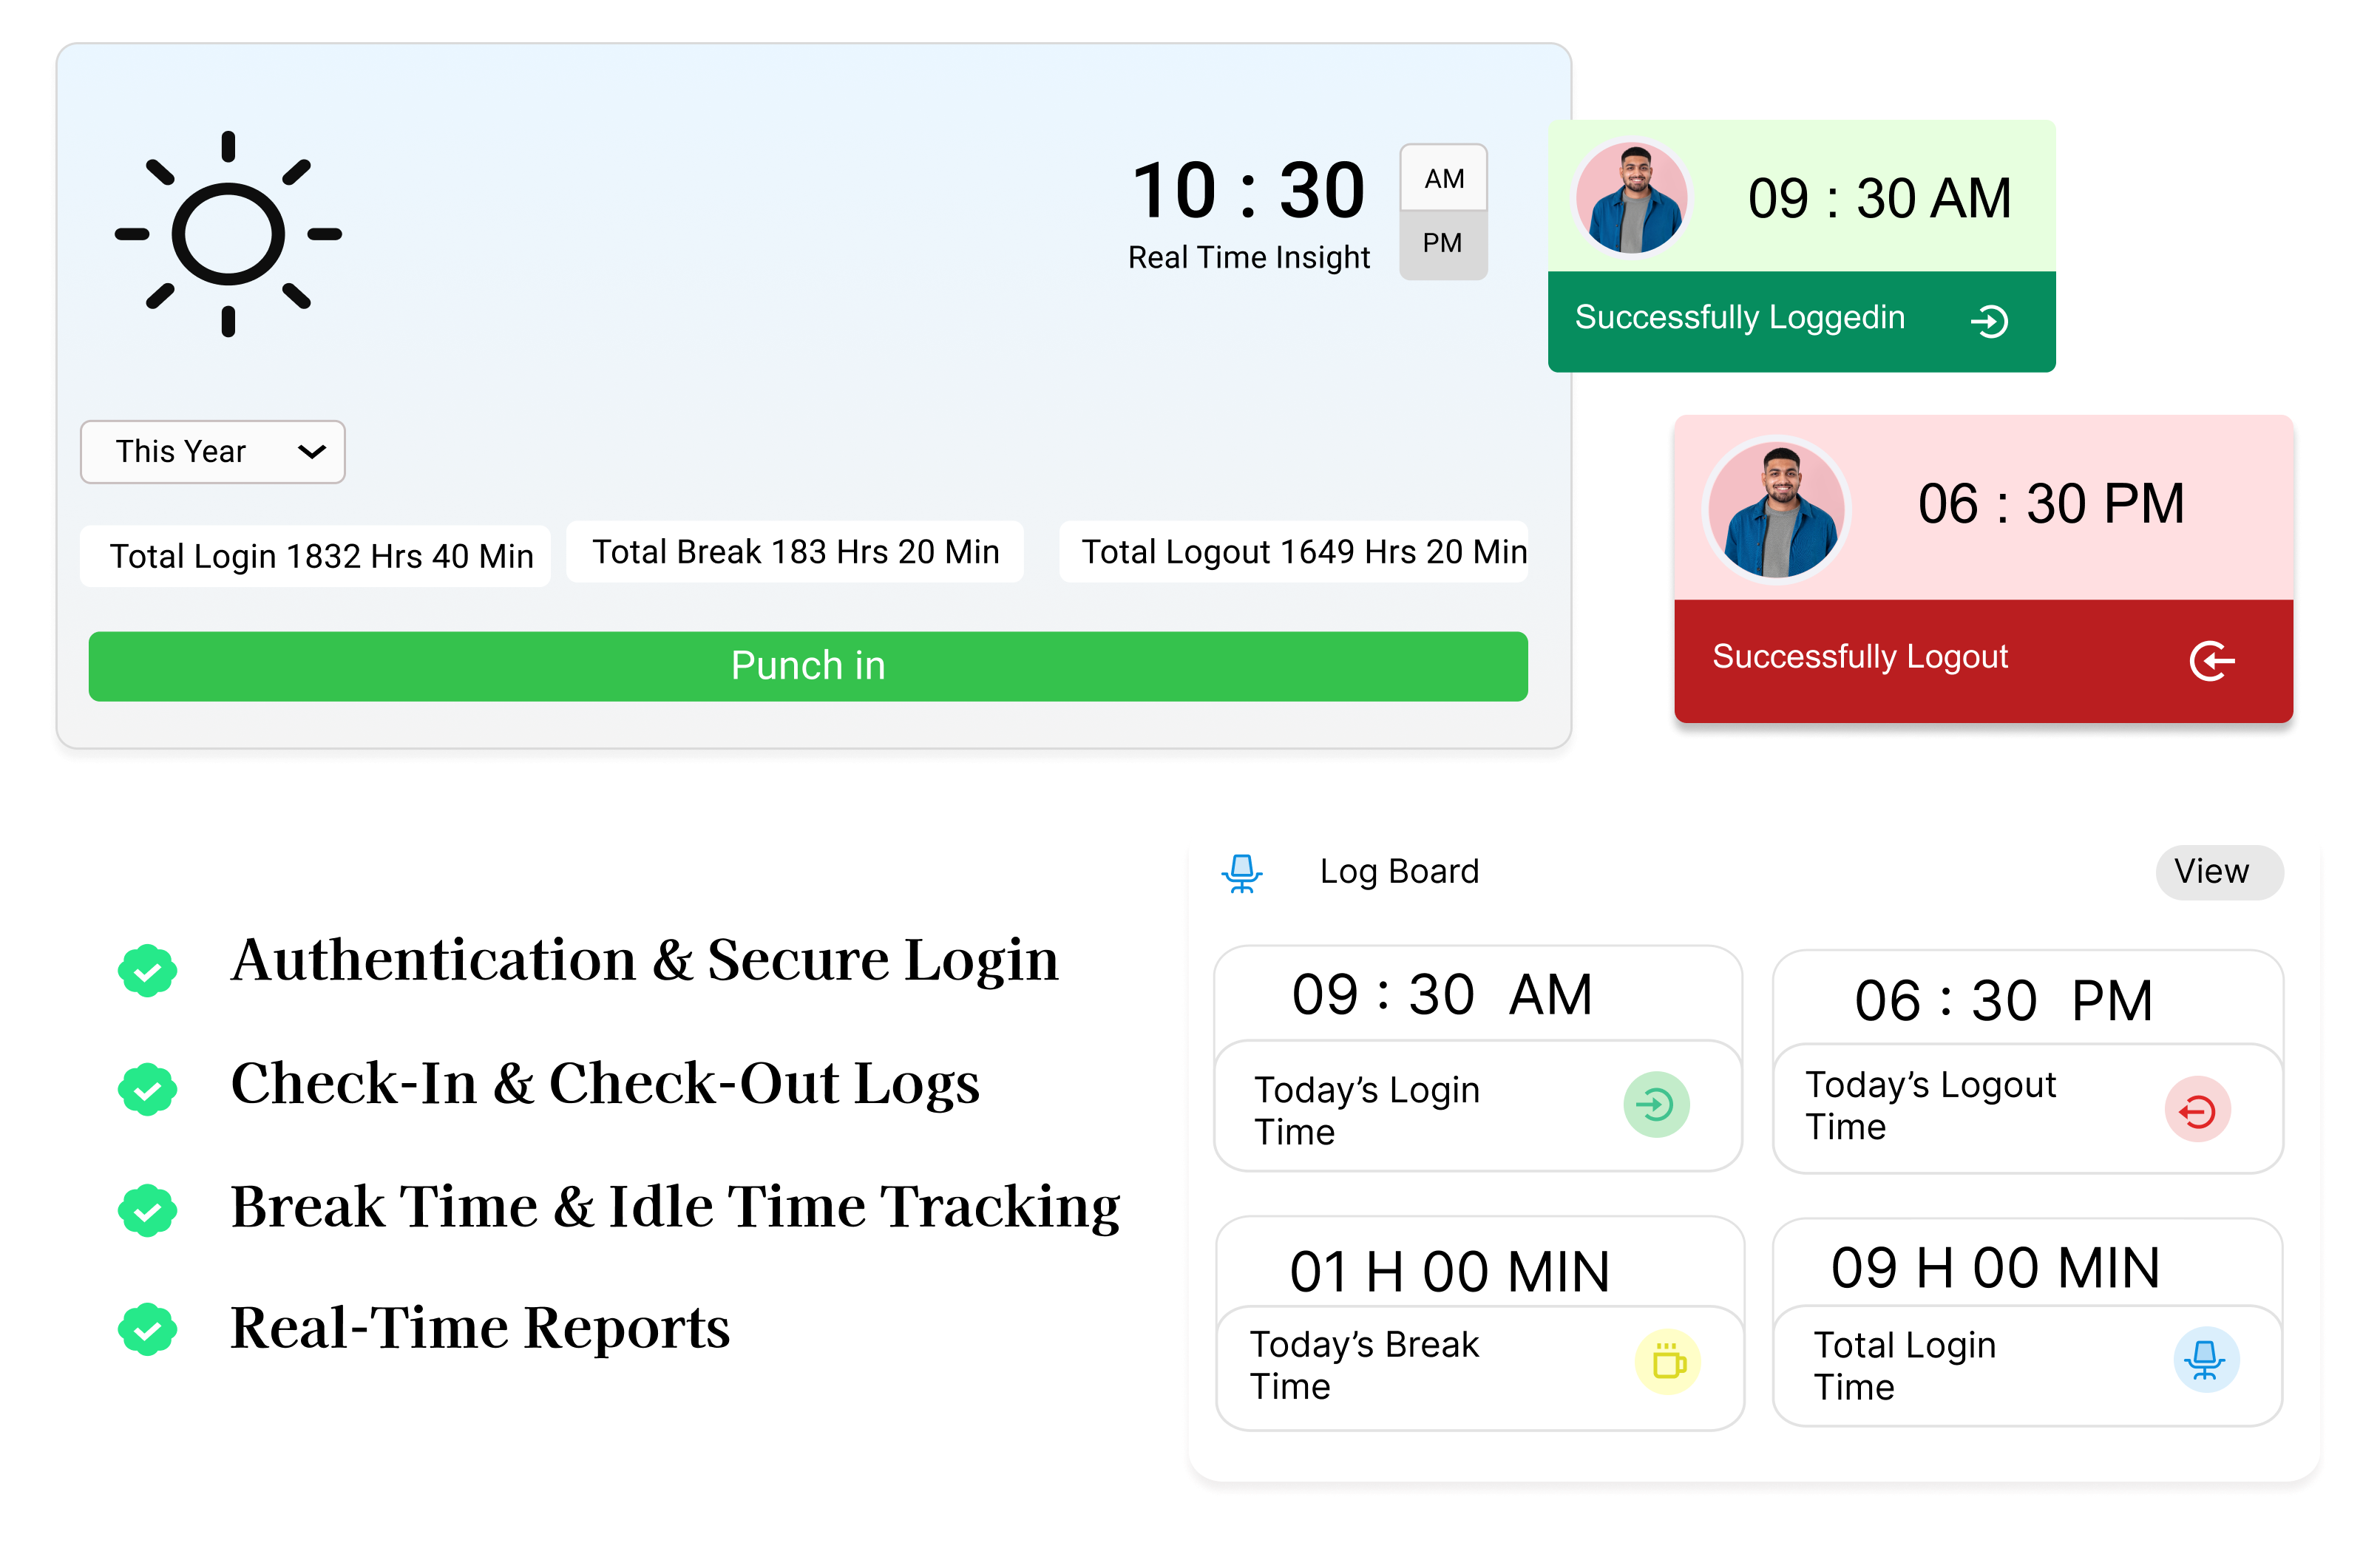 10 : 30
AM
Real Time Insight
PM
09 : 30 AM
Successfully Loggedin
This Year
06 : 30 PM
Total Login 1832 Hrs 40 Min
Total Break 183 Hrs 20 Min
Total Logout 1649 Hrs 20 Min
Punch in
Successfully Logout
Authentication & Secure Login
Check-In & Check-Out Logs
Break Time & Idle Time Tracking
Real-Time Reports
Log Board
View
09 : 30 AM
Today’s Login
Time
06 : 30 PM
Today’s Logout
Time
01 H 00 MIN
Today’s Break
Time
09 H 00 MIN
Total Login
Time